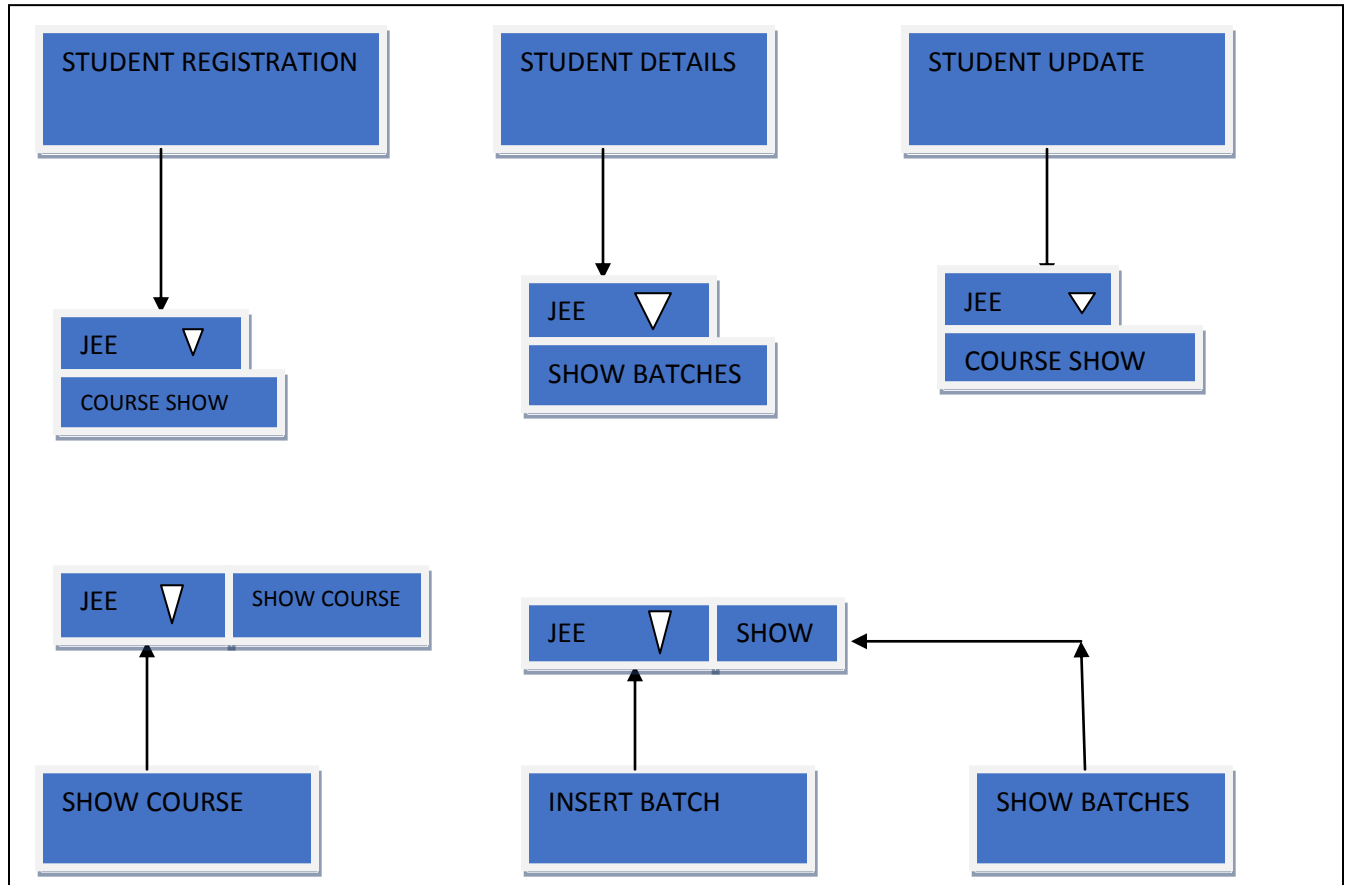 STUDENT REGISTRATION
STUDENT DETAILS
STUDENT UPDATE
JEE
COURSE SHOW
JEE
SHOW BATCHES
JEE
COURSE SHOW
JEE
SHOW COURSE
JEE
SHOW
SHOW COURSE
INSERT BATCH
SHOW BATCHES